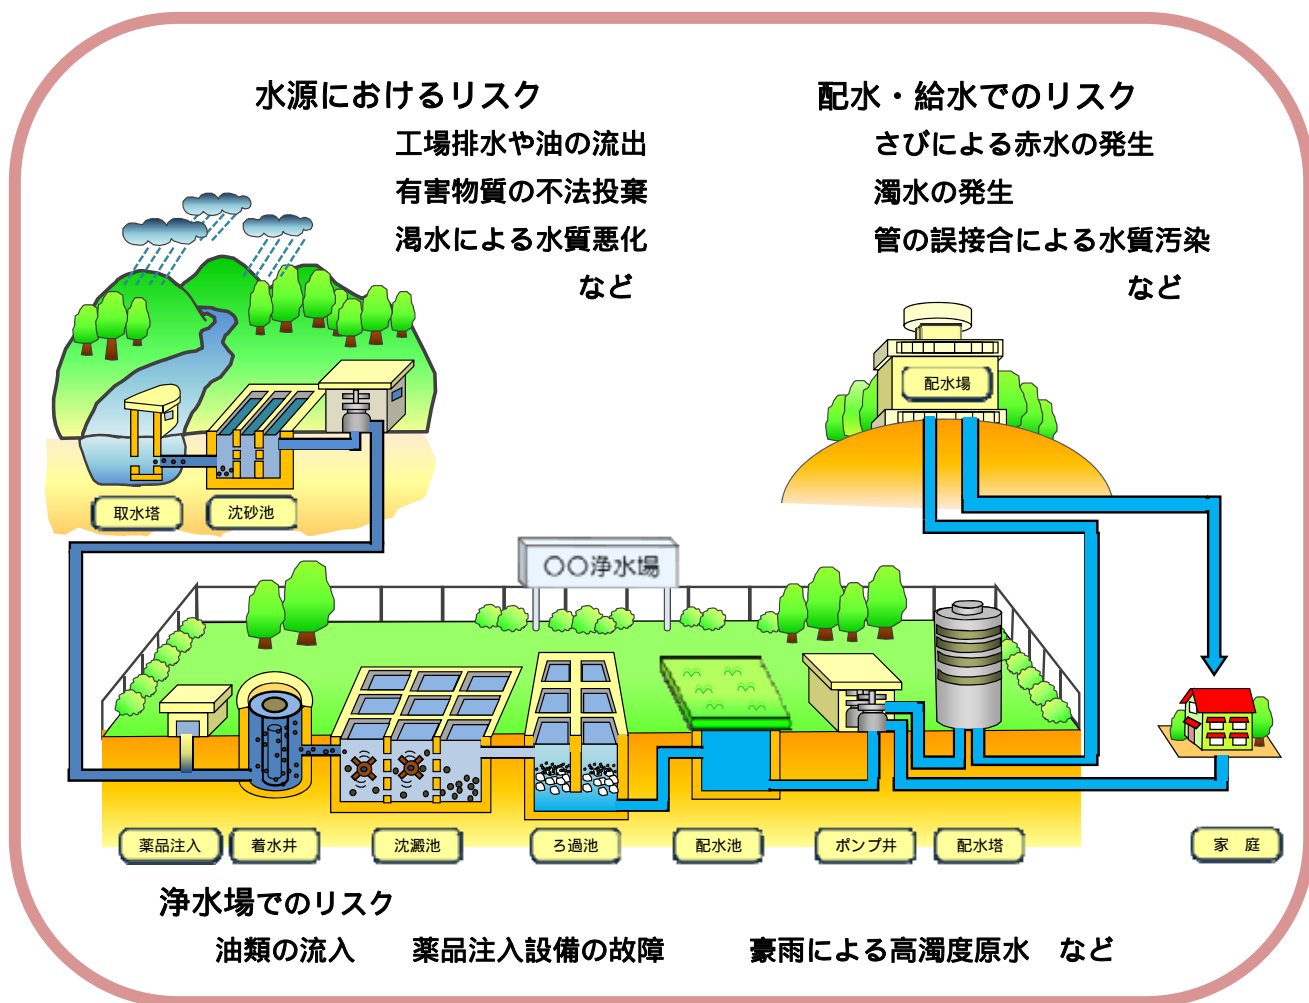 水源におけるリスク
工場排水や油の流出
有害物質の不法投棄
渇水による水質悪化
など
配水・給水でのリスク
さびによる赤水の発生
濁水の発生
管の誤接合による水質汚染
など
配水場
取水塔
沈砂池
〇〇浄水場
薬品注入
着水井
沈澱池
ろ過池
配水池
ポンプ井
配水塔
家　庭
浄水場でのリスク
油類の流入　薬品注入設備の故障　豪雨による高濁度原水　など